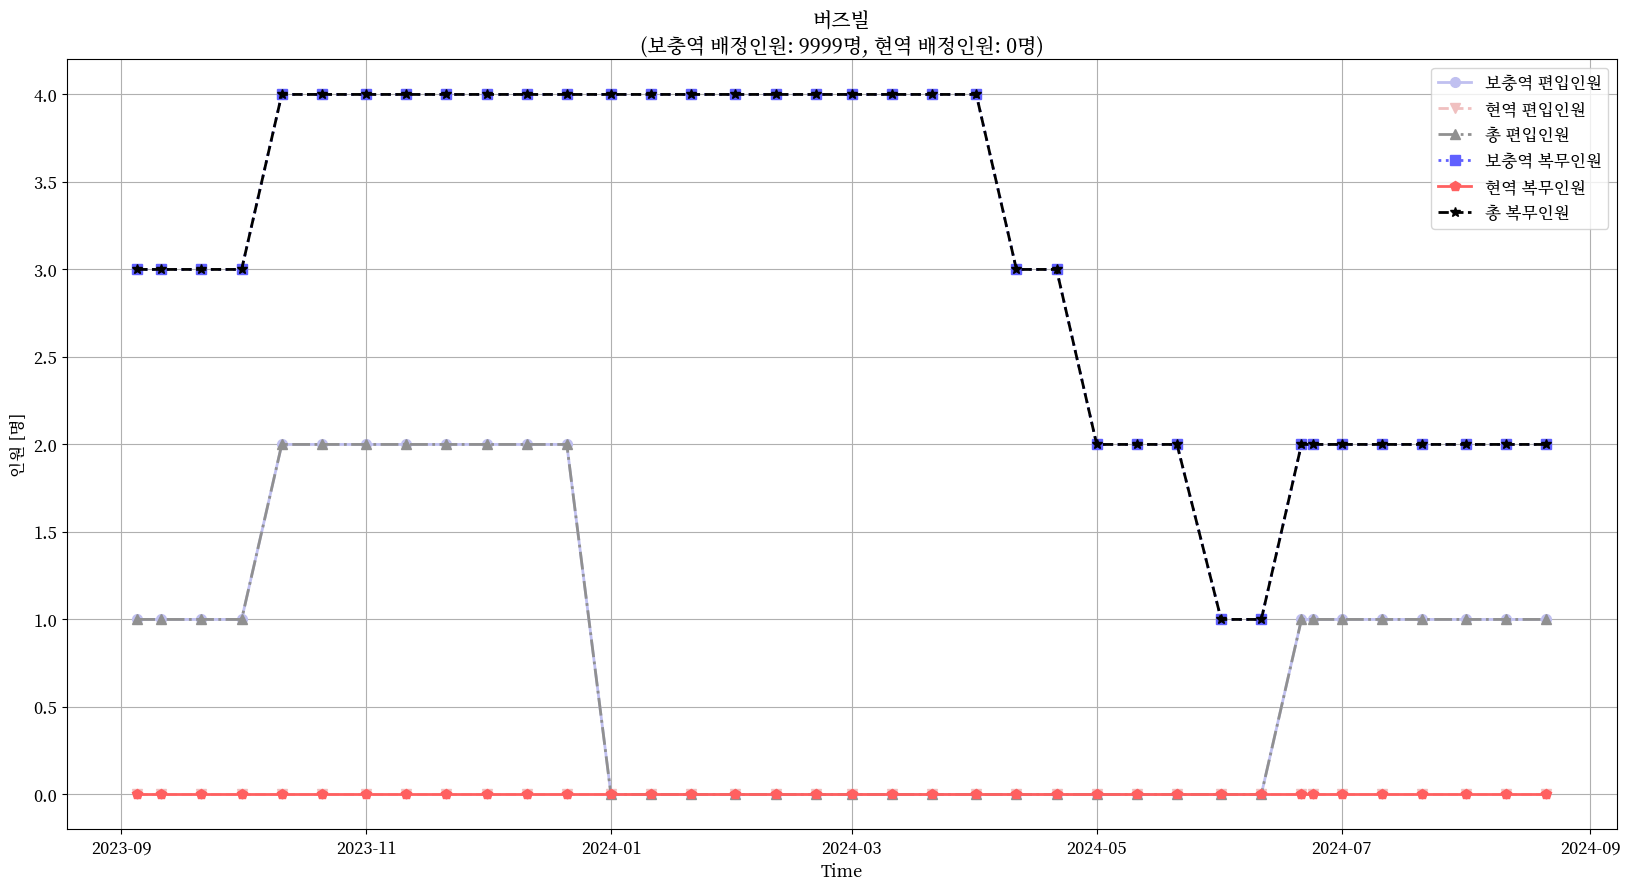 버즈빌
(보충역 배정인원: 9999명, 현역 배정인원: 0명)
보충역 편입인원
현역 편입인원
총 편입인원
보충역 복무인원
현역 복무인원
총 복무인원
인원 [명]
4.0
3.5
3.0
2.5
2.0
1.5
1.0
0.5
0.0
2023-09
2023-11
2024-01
2024-03
2024-05
2024-07
2024-09
Time